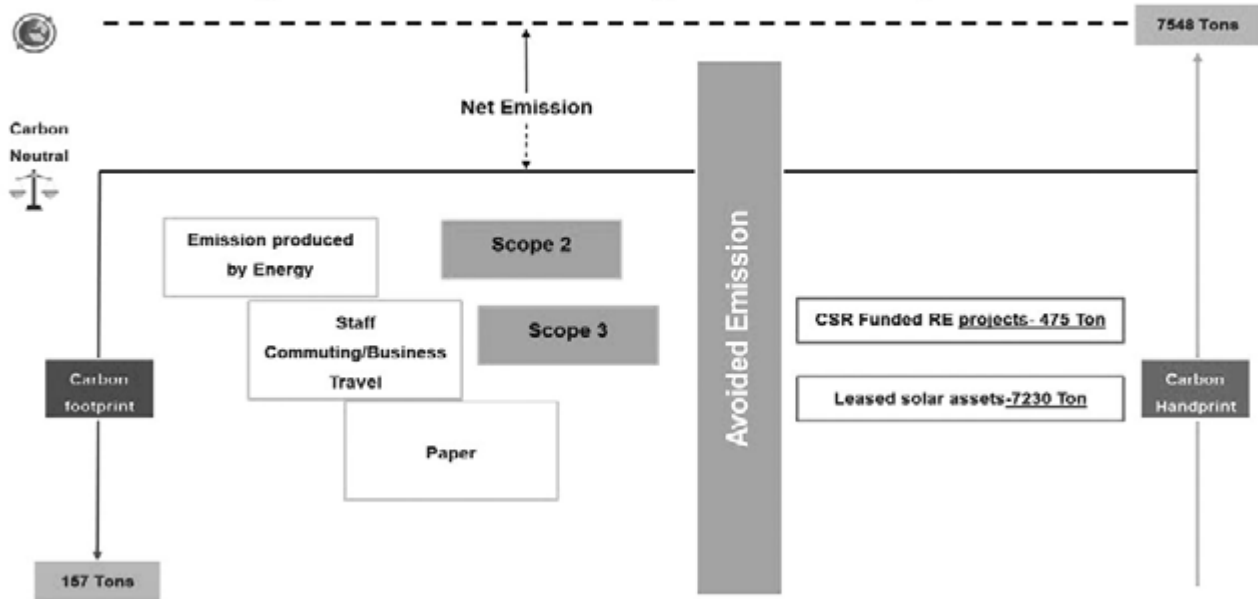 7548 Tons
Net Emission
Carbon
Neutral
Emission produced
by Energy
Scope 2
Staff
Commuting/Business
Travel
Scope 3
Paper
Avoided Emission
CSR Funded RE projects- 475 Ton
Leased solar assets-7230 Ton
Carbon
footprint
Carbon
Handprint
157 Tons